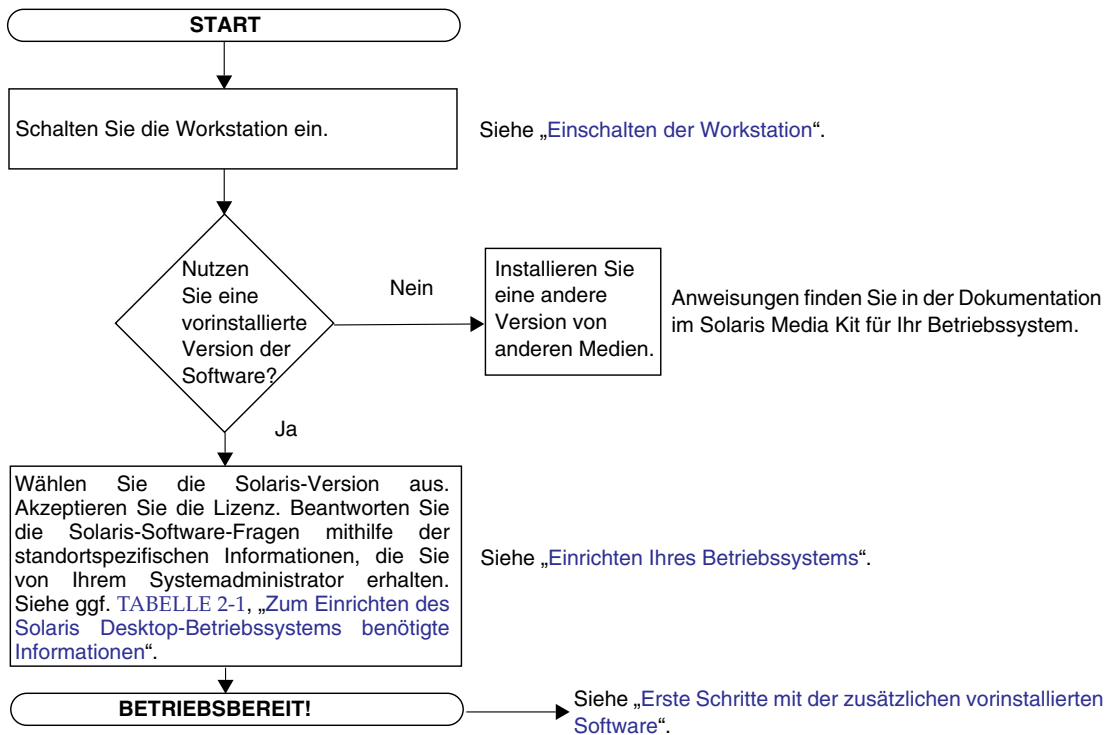 START
Schalten Sie die Workstation ein.
Siehe „Einschalten der Workstation“.
Nutzen
Sie eine
vorinstallierte
Version der
Software?
Nein
Installieren Sie
eine andere
Version von
anderen Medien.
Anweisungen finden Sie in der Dokumentation
im Solaris Media Kit für Ihr Betriebssystem.
Ja
Wählen Sie die Solaris-Version aus.
Akzeptieren Sie die Lizenz. Beantworten Sie
die Solaris-Software-Fragen mithilfe der
standortspezifischen Informationen, die Sie
von Ihrem Systemadministrator erhalten.
Siehe ggf. TABELLE 2-1, „Zum Einrichten des
Solaris Desktop-Betriebssystems benötigte
Informationen“.
Siehe „Einrichten Ihres Betriebssystems“.
BETRIEBSBEREIT!
Siehe „Erste Schritte mit der zusätzlichen vorinstallierten
Software“.